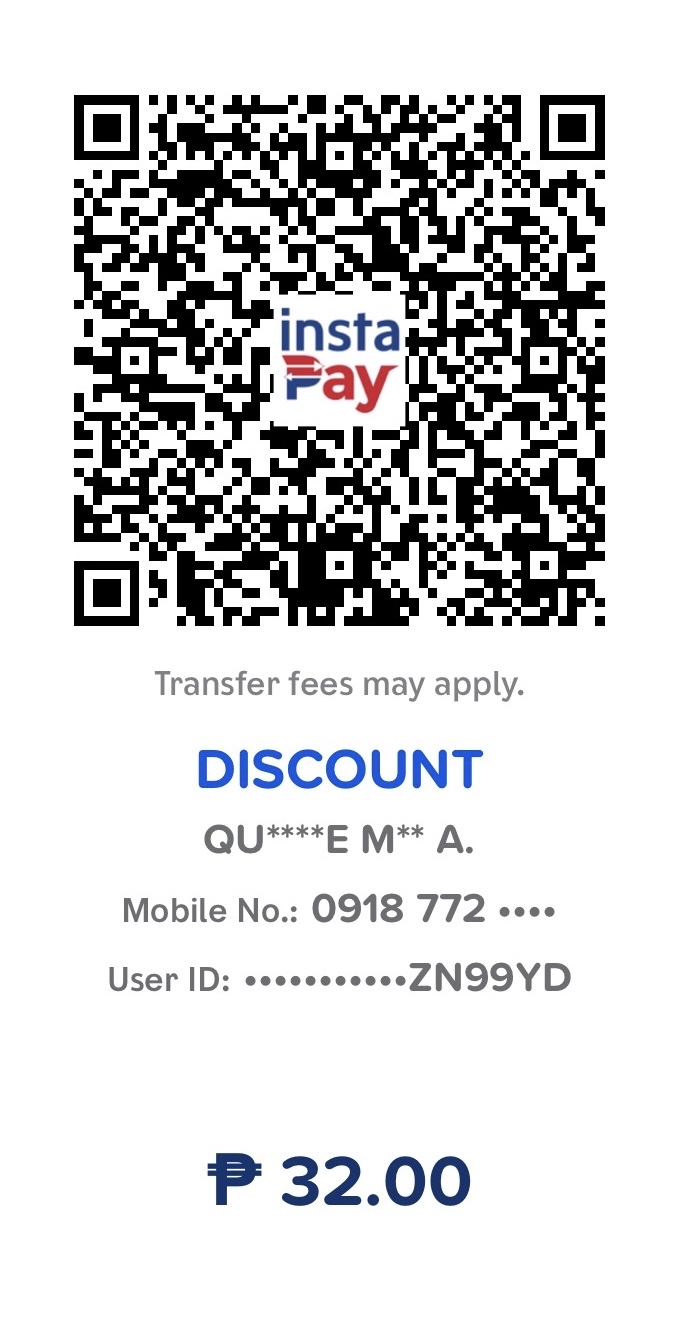 insta
Pay
Transfer fees may apply.
DISCOUNT
QU****E M** A.
Mobile No.: 0918 772 ••••
User ID: •••••••••••ZN99YD
₱ 32.00